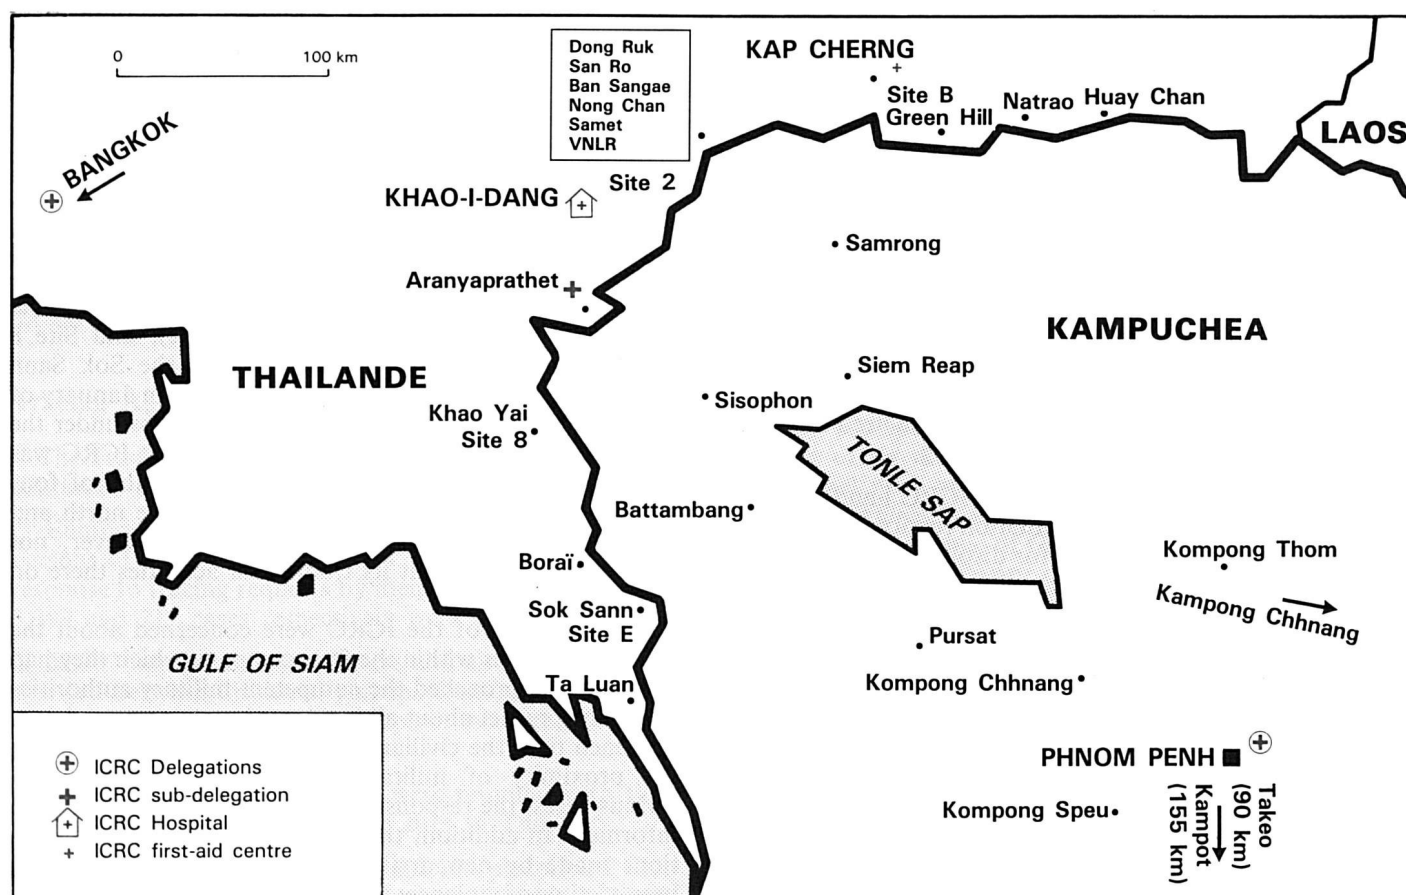 0 100 km
Dong Ruk
San Ro
Ban Sangae
Nong Chan
Samet
VNLR
KAP CHERNG
Site B
Green Hill
Natrao
Huay Chan
LAOS
BANGKOK
Site 2
KHAO-I-DANG
Samrong
Aranyaprathet
KAMPUCHEA
THAILANDE
Siem Reap
Sisophon
Khao Yai
Site 8
TONLE SAP
Battambang
Kompong Thom
Boraï
Kampong Chhnang
Sok Sann
Site E
Pursat
GULF OF SIAM
Ta Luan
Kompong Chhnang
PHNOM PENH
Kompong Speu
Takeo
(90 km)
Kampot
(155 km)
ICRC Delegations
ICRC sub-delegation
ICRC Hospital
ICRC first-aid centre